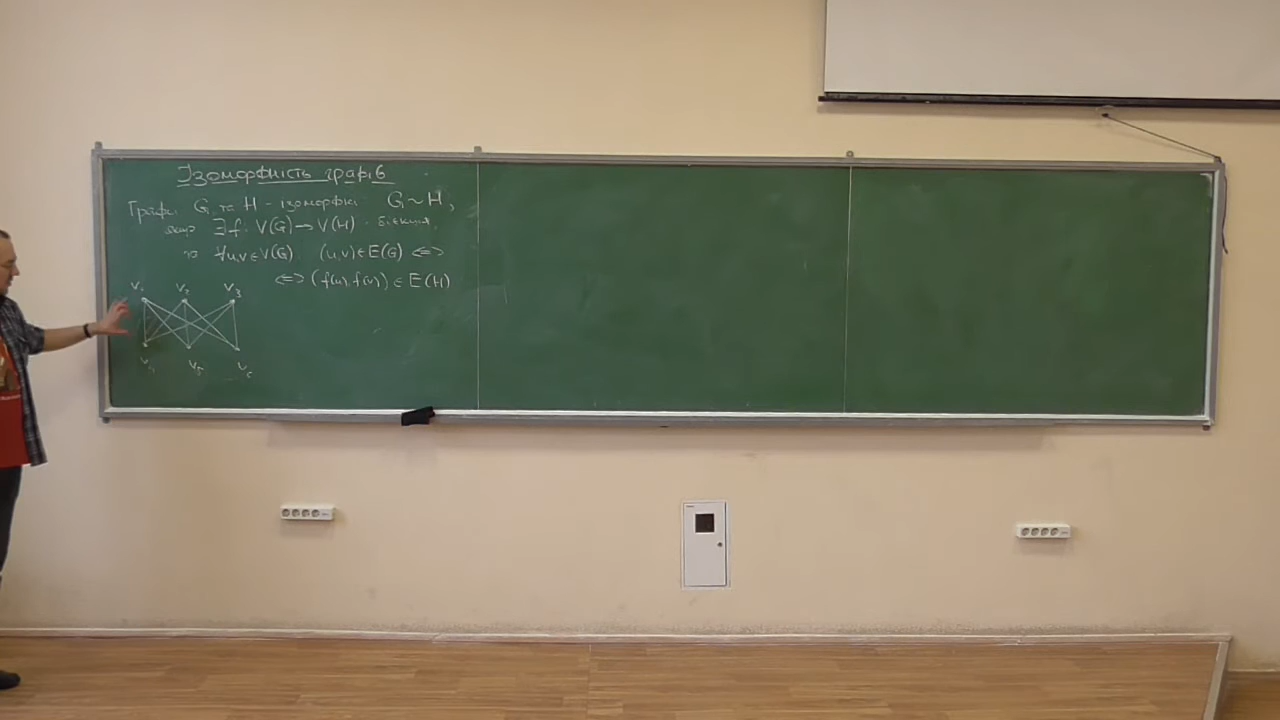 Ізоморфність графів
Графи G та H - ізоморфні G ~ H,
якщо ∃ f: V(G) → V(H) - бієкція,
що ∀u,v ∈ V(G) (u,v) ∈ E(G) <=>
<=> (f(u), f(v)) ∈ E(H)
v₁ v₂ v₃
v₄ v₅ v₆